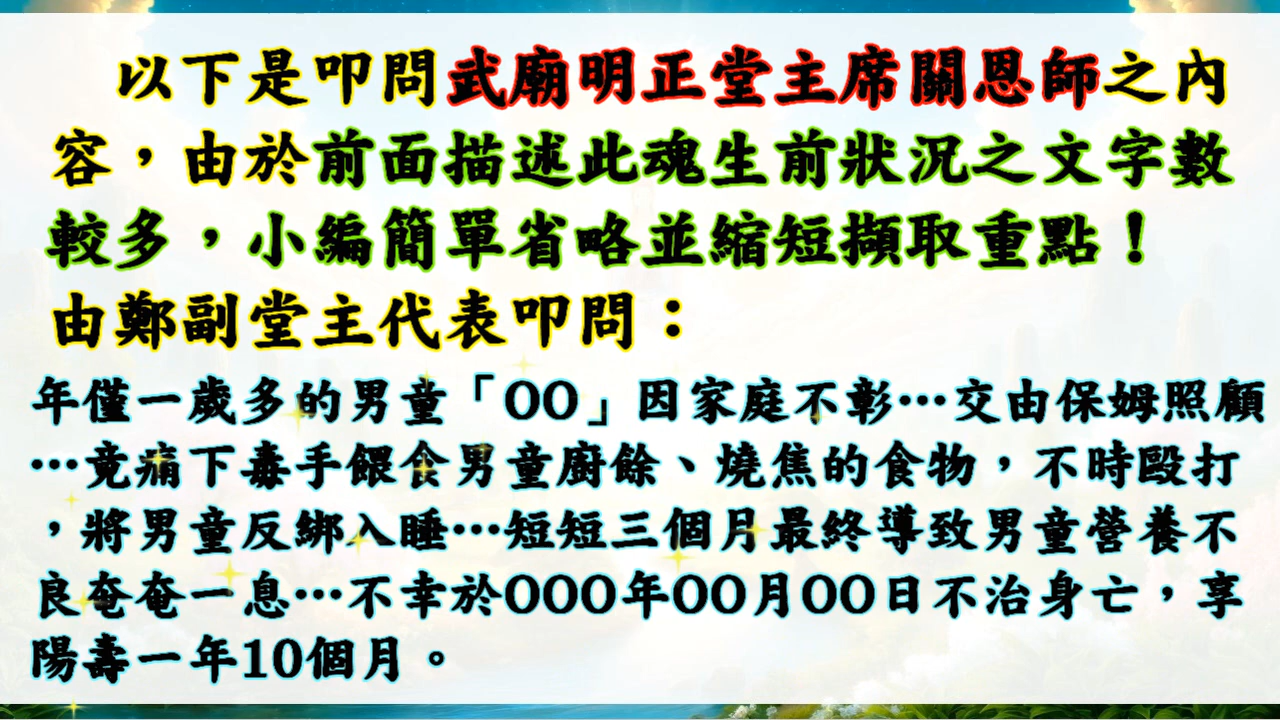 以下是叩問武廟明正堂主席關恩師之內
容，由於前面描述此魂生前狀況之文字數
較多，小編簡單省略並縮短擷取重點！
由鄭副堂主代表叩問：
年僅一歲多的男童「OO」因家庭不彰…交由保姆照顧
…竟痛下毒手餵食男童廚餘、燒焦的食物，不時毆打
，將男童反綁入睡…短短三個月最終導致男童營養不
良奄奄一息…不幸於OOO年OO月OO日不治身亡，享
陽壽一年10個月。